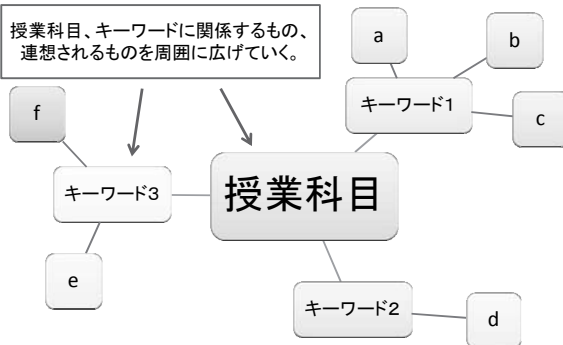 授業科目、キーワードに関係するもの、
連想されるものを周囲に広げていく。
a
b
キーワード1
c
f
キーワード3
授業科目
e
キーワード2
d